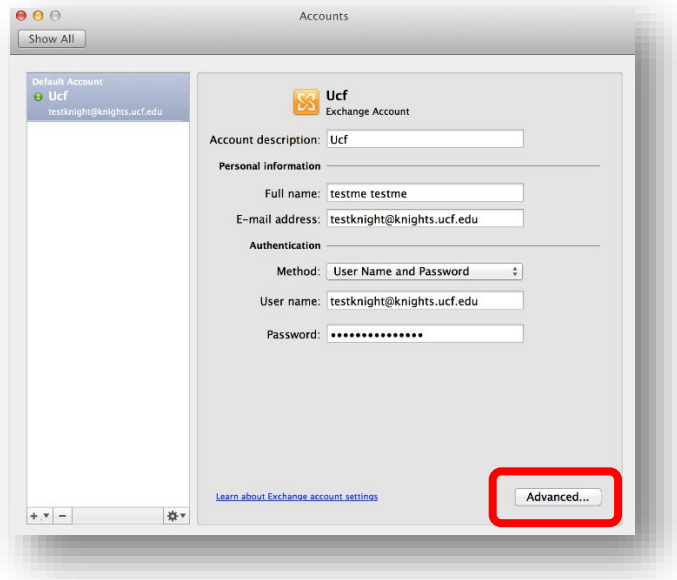 Accounts
Show All
Default Account
Ucf
testknight@knights.ucf.edu
Ucf
Exchange Account
Account description: Ucf
Personal information
Full name: testme testme
E-mail address: testknight@knights.ucf.edu
Authentication
Method: User Name and Password
User name: testknight@knights.ucf.edu
Password: •••••••••••••••
Learn about Exchange account settings
Advanced...